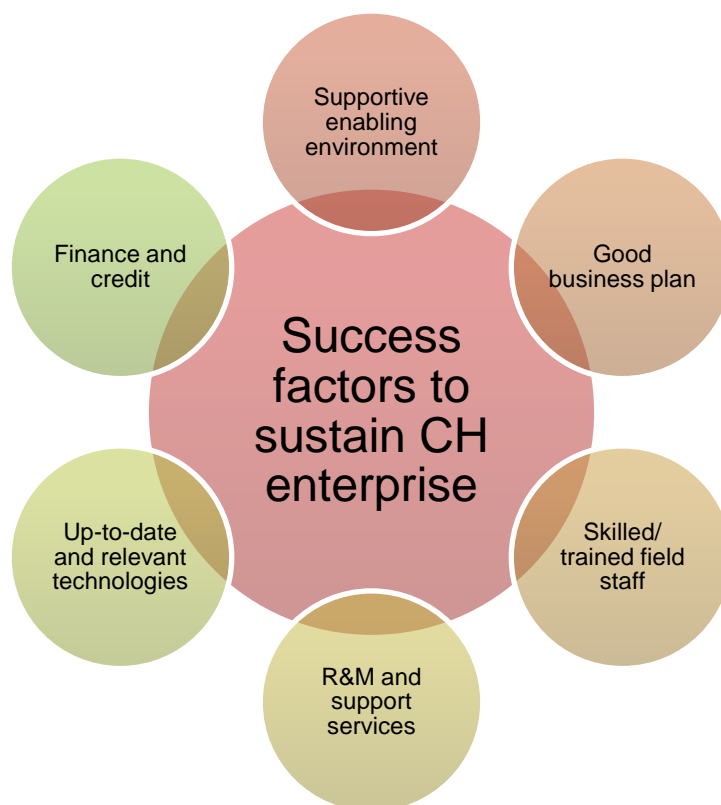 Supportive
enabling
environment
Finance and
credit
Good
business plan
Success
factors to
sustain CH
enterprise
Up-to-date
and relevant
technologies
Skilled/
trained field
staff
R&M and
support
services